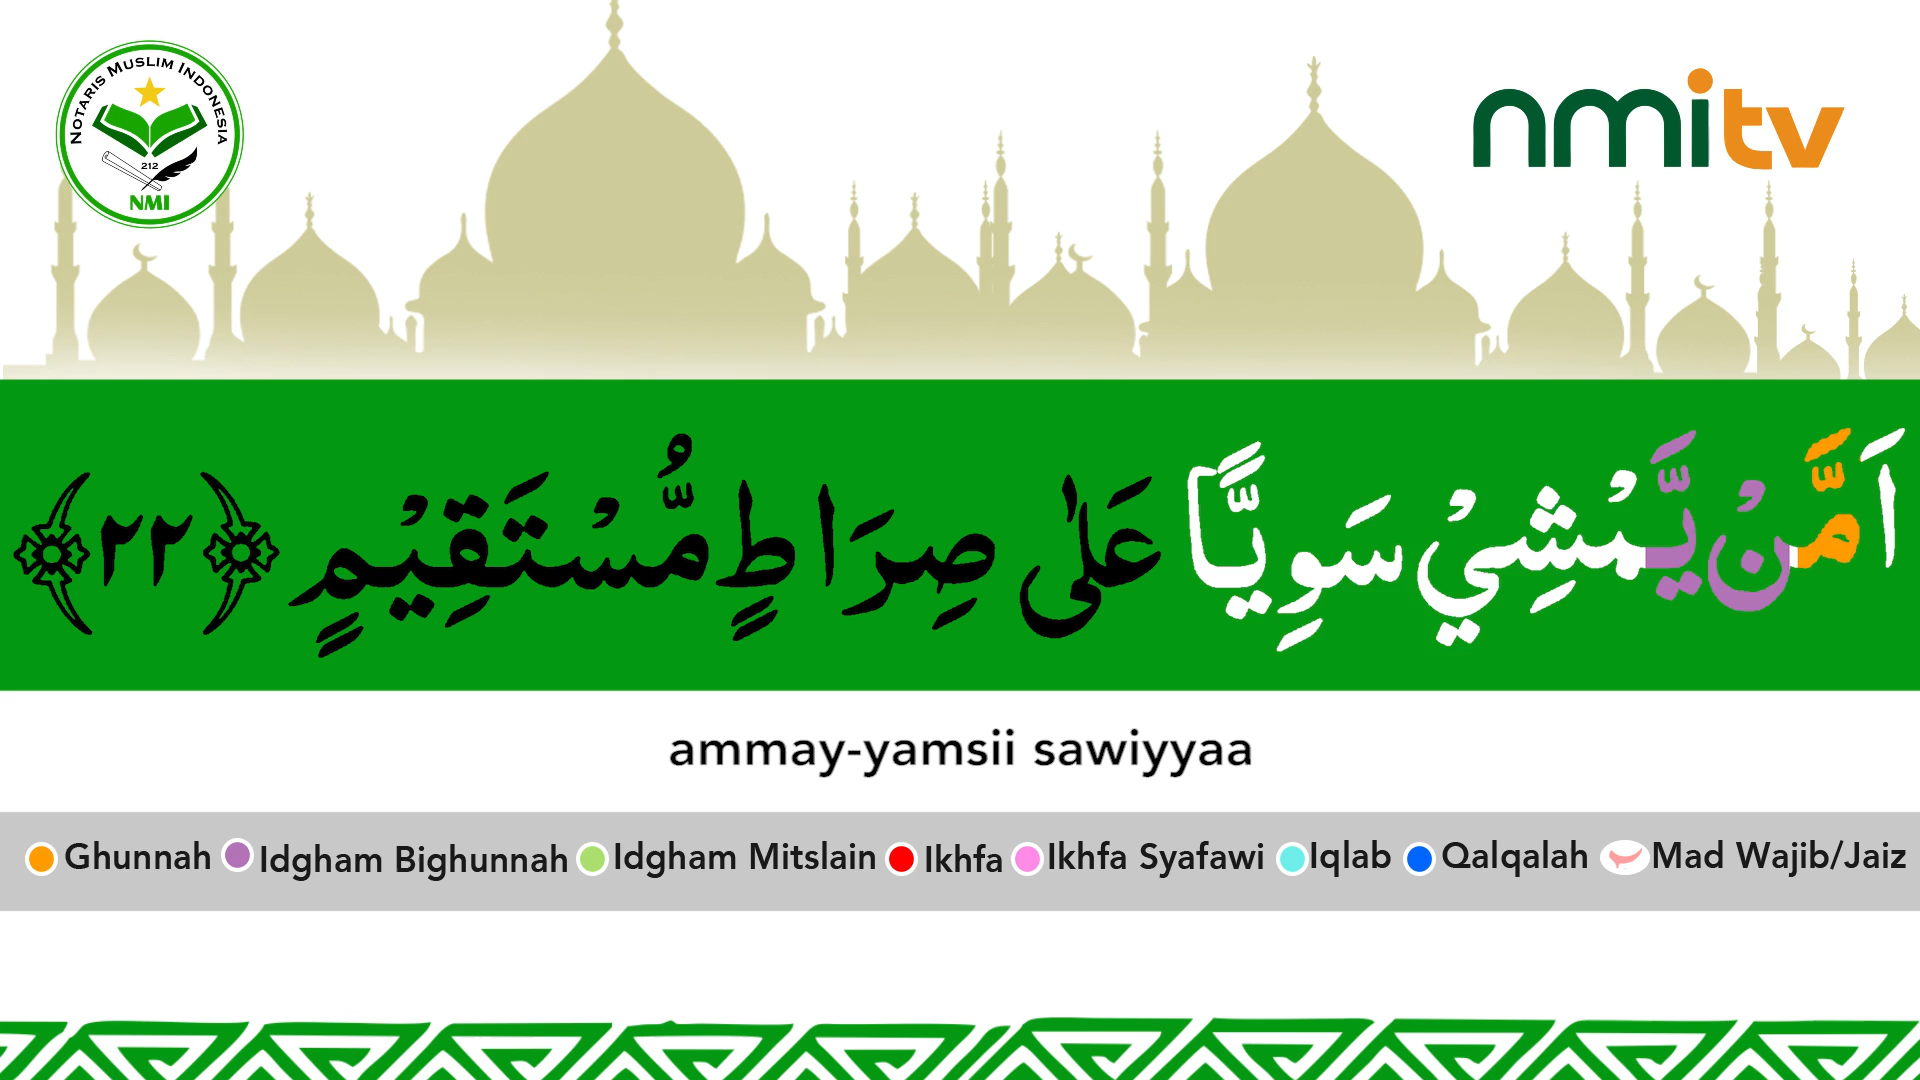 NOTARIS MUSLIM INDONESIA
212
NMI
nmitv
اَمَّنْ يَّمْشِيْ سَوِيًّا عَلٰى صِرَاطٍ مُّسْتَقِيْمٍ ﴿٢٢﴾
ammay-yamsii sawiyyaa
Ghunnah Idgham Bighunnah Idgham Mitslain Ikhfa Ikhfa Syafawi Iqlab Qalqalah Mad Wajib/Jaiz